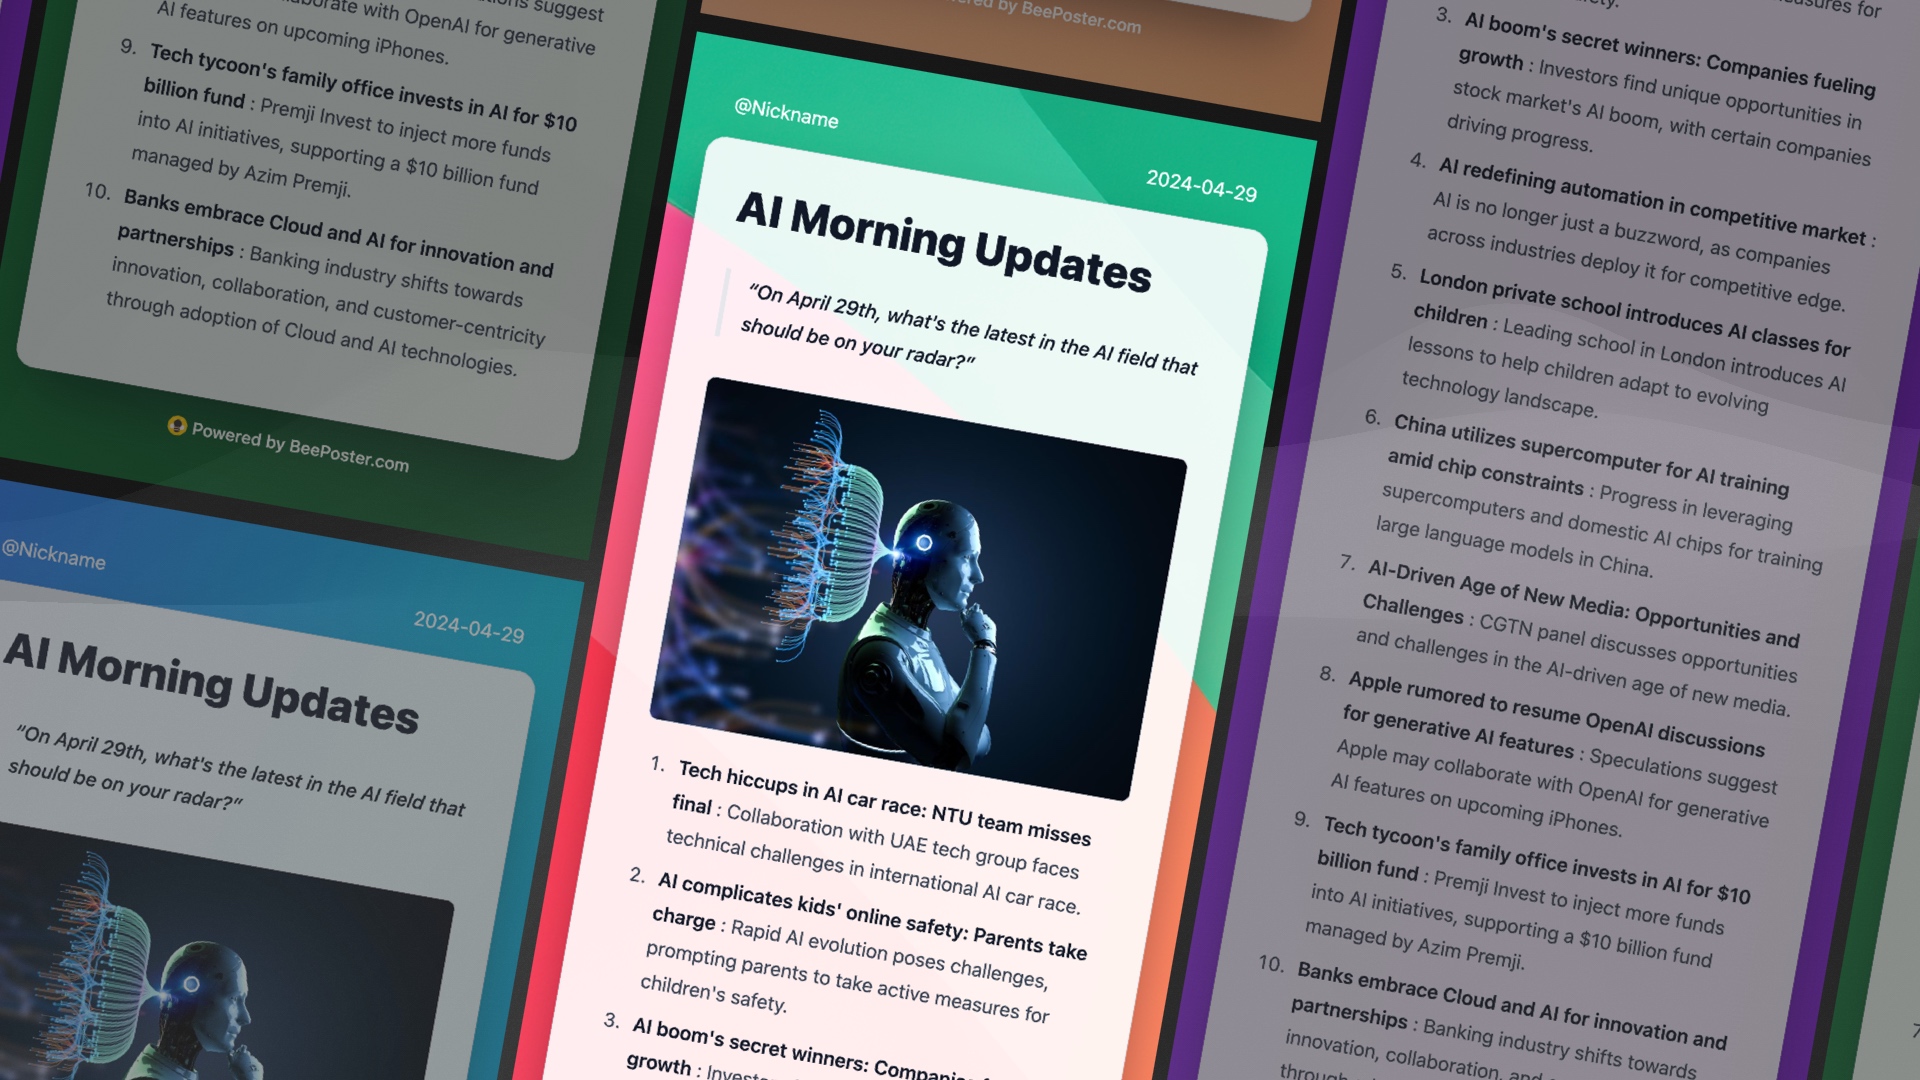 ions suggest
aborate with OpenAI for generative
AI features on upcoming iPhones.
9. Tech tycoon's family office invests in AI for $10
billion fund : Premji Invest to inject more funds
into AI initiatives, supporting a $10 billion fund
managed by Azim Premji.
10. Banks embrace Cloud and AI for innovation and
partnerships : Banking industry shifts towards
innovation, collaboration, and customer-centricity
through adoption of Cloud and AI technologies.
Powered by BeePoster.com
@Nickname
2024-04-29
AI Morning Updates
“On April 29th, what's the latest in the AI field that
should be on your radar?”
ered by BeePoster.com
@Nickname
2024-04-29
AI Morning Updates
“On April 29th, what's the latest in the AI field that
should be on your radar?”
1. Tech hiccups in AI car race: NTU team misses
final : Collaboration with UAE tech group faces
technical challenges in international AI car race.
2. AI complicates kids' online safety: Parents take
charge : Rapid AI evolution poses challenges,
prompting parents to take active measures for
children's safety.
3. AI boom's secret winners: Companies f
growth : Invest
measures for
3. AI boom's secret winners: Companies fueling
growth : Investors find unique opportunities in
stock market's AI boom, with certain companies
driving progress.
4. AI redefining automation in competitive market :
AI is no longer just a buzzword, as companies
across industries deploy it for competitive edge.
5. London private school introduces AI classes for
children : Leading school in London introduces AI
lessons to help children adapt to evolving
technology landscape.
6. China utilizes supercomputer for AI training
amid chip constraints : Progress in leveraging
supercomputers and domestic AI chips for training
large language models in China.
7. AI-Driven Age of New Media: Opportunities and
Challenges : CGTN panel discusses opportunities
and challenges in the AI-driven age of new media.
8. Apple rumored to resume OpenAI discussions
for generative AI features : Speculations suggest
Apple may collaborate with OpenAI for generative
AI features on upcoming iPhones.
9. Tech tycoon's family office invests in AI for $10
billion fund : Premji Invest to inject more funds
into AI initiatives, supporting a $10 billion fund
managed by Azim Premji.
10. Banks embrace Cloud and AI for innovation and
partnerships : Banking industry shifts towards
innovation, collaboration, and
through